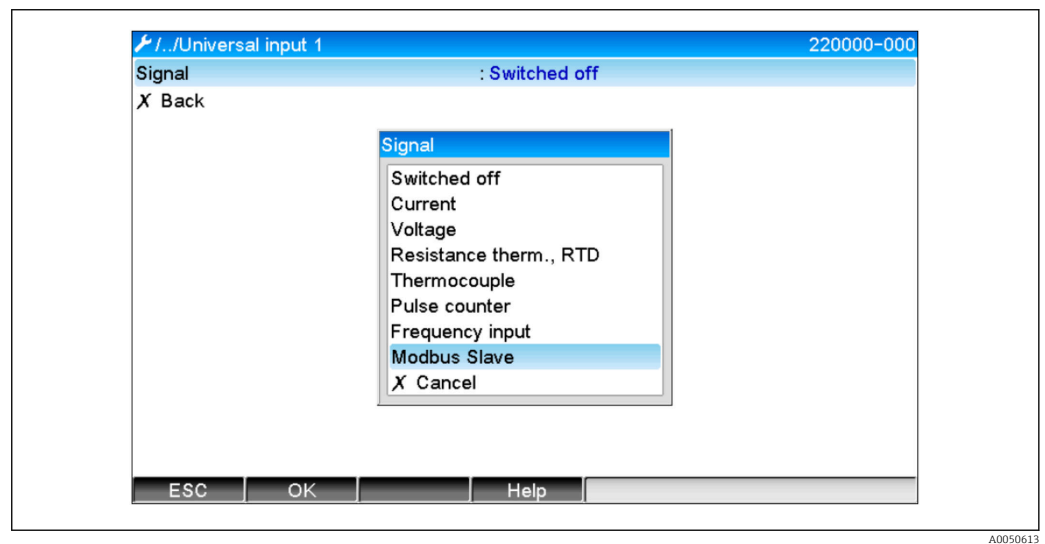 /../Universal input 1 220000-000
Signal : Switched off
X Back
Signal
Switched off
Current
Voltage
Resistance therm., RTD
Thermocouple
Pulse counter
Frequency input
Modbus Slave
X Cancel
ESC OK Help
A0050613